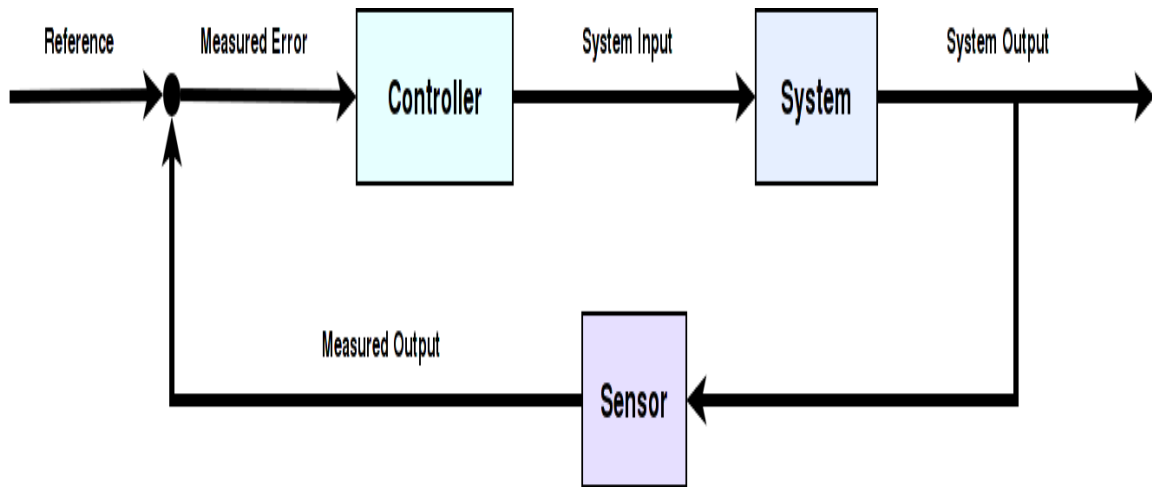 Reference
Measured Error
System Input
System Output
Controller
System
Measured Output
Sensor